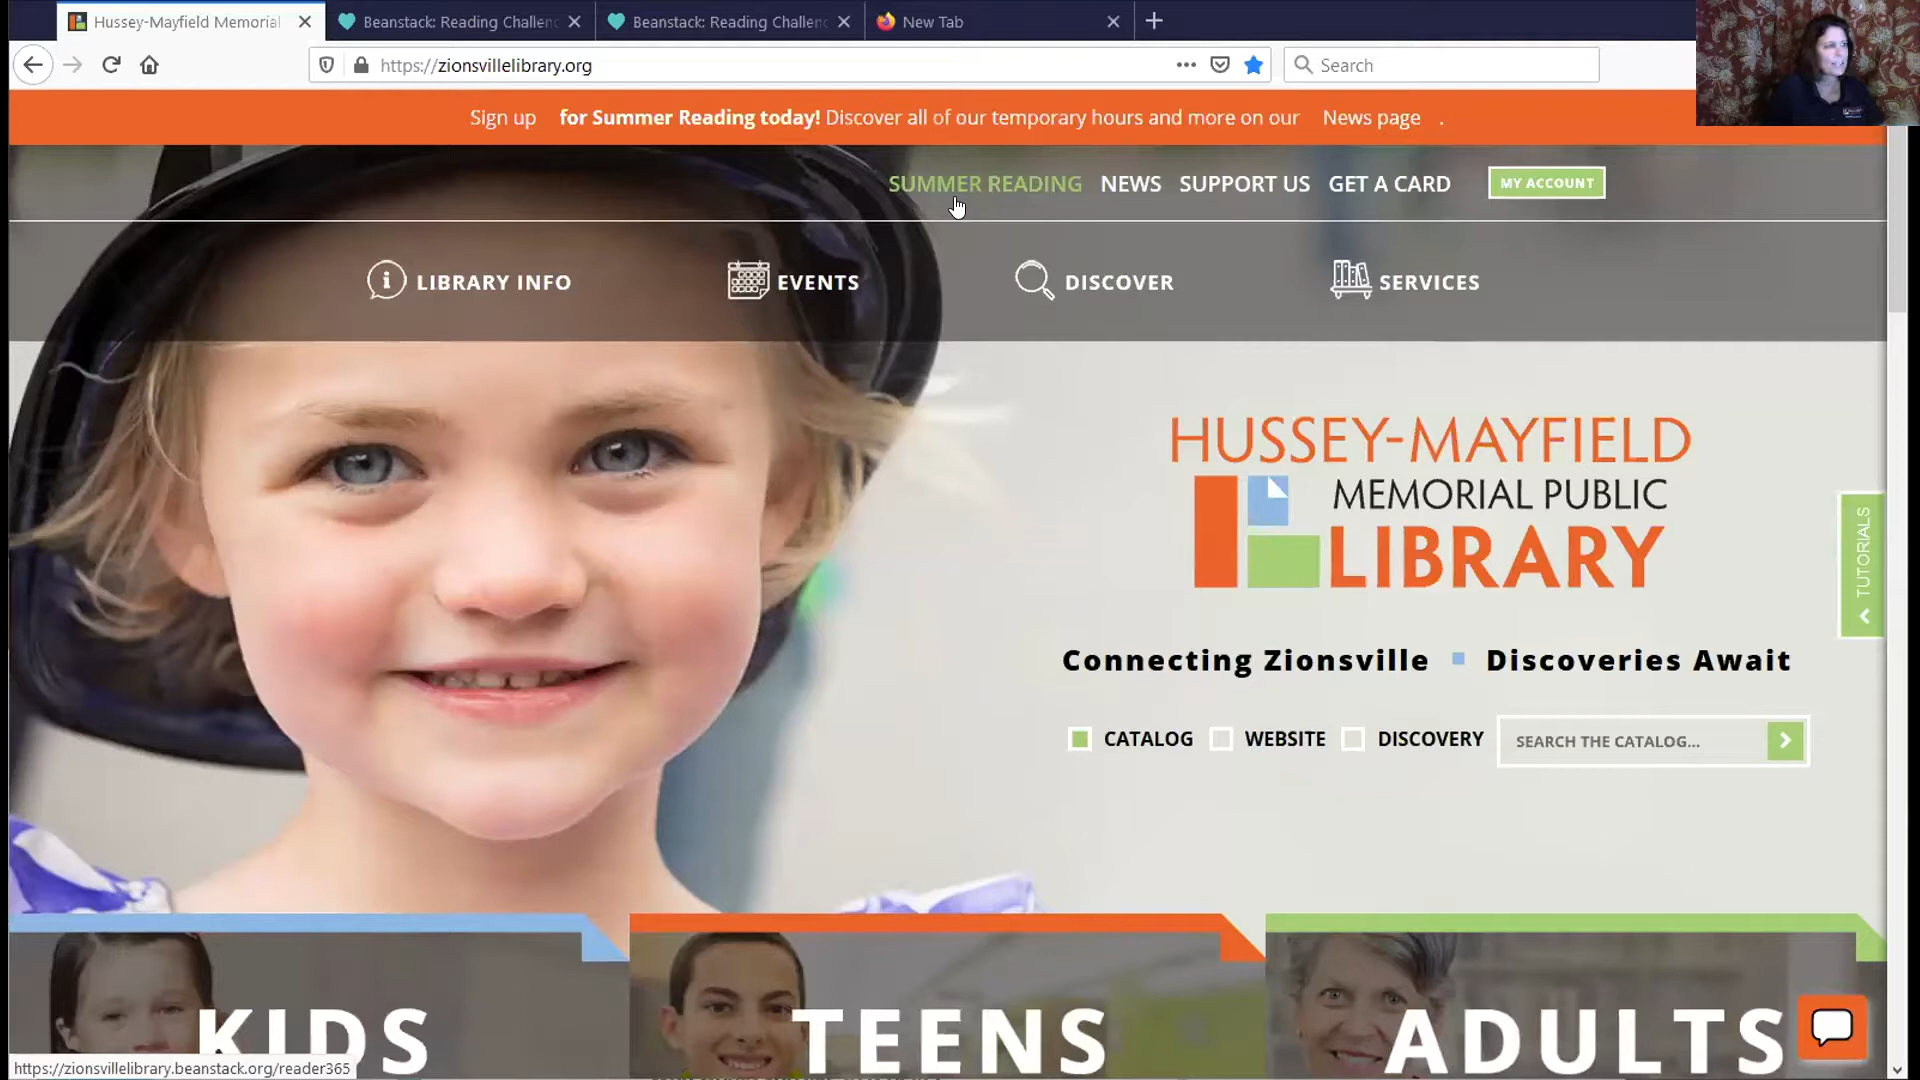 Hussey-Mayfield Memorial
Beanstack: Reading Challen
Beanstack: Reading Challen
New Tab
https://zionsvillelibrary.org
Search
Sign up for Summer Reading today! Discover all of our temporary hours and more on our News page .
SUMMER READING NEWS SUPPORT US GET A CARD MY ACCOUNT
LIBRARY INFO EVENTS DISCOVER SERVICES
HUSSEY-MAYFIELD
MEMORIAL PUBLIC
LIBRARY
TUTORIALS
Connecting Zionsville Discoveries Await
CATALOG WEBSITE DISCOVERY SEARCH THE CATALOG...
KIDS TEENS ADULTS
https://zionsvillelibrary.beanstack.org/reader365